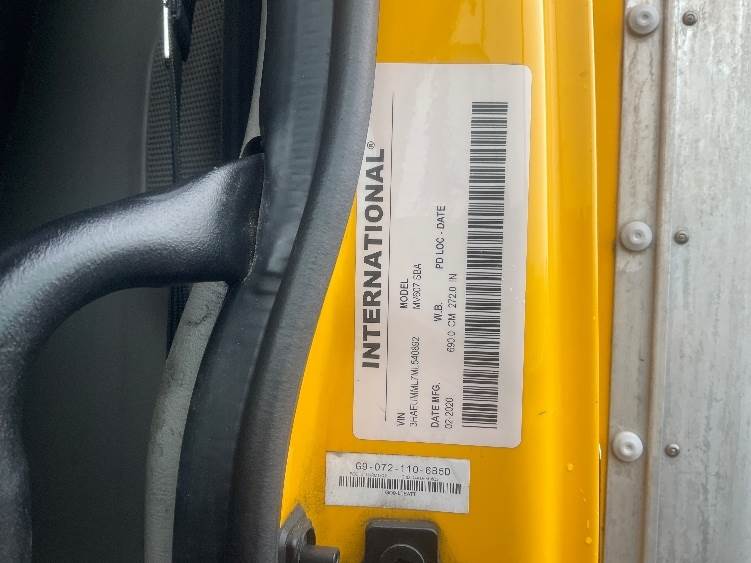 INTERNATIONAL®
VIN MODEL
MV607 SBA
DATE MFG. W.B. PD LOC - DATE
02-2020 690.0 CM 272.0 IN
G9-072-110-6B5D